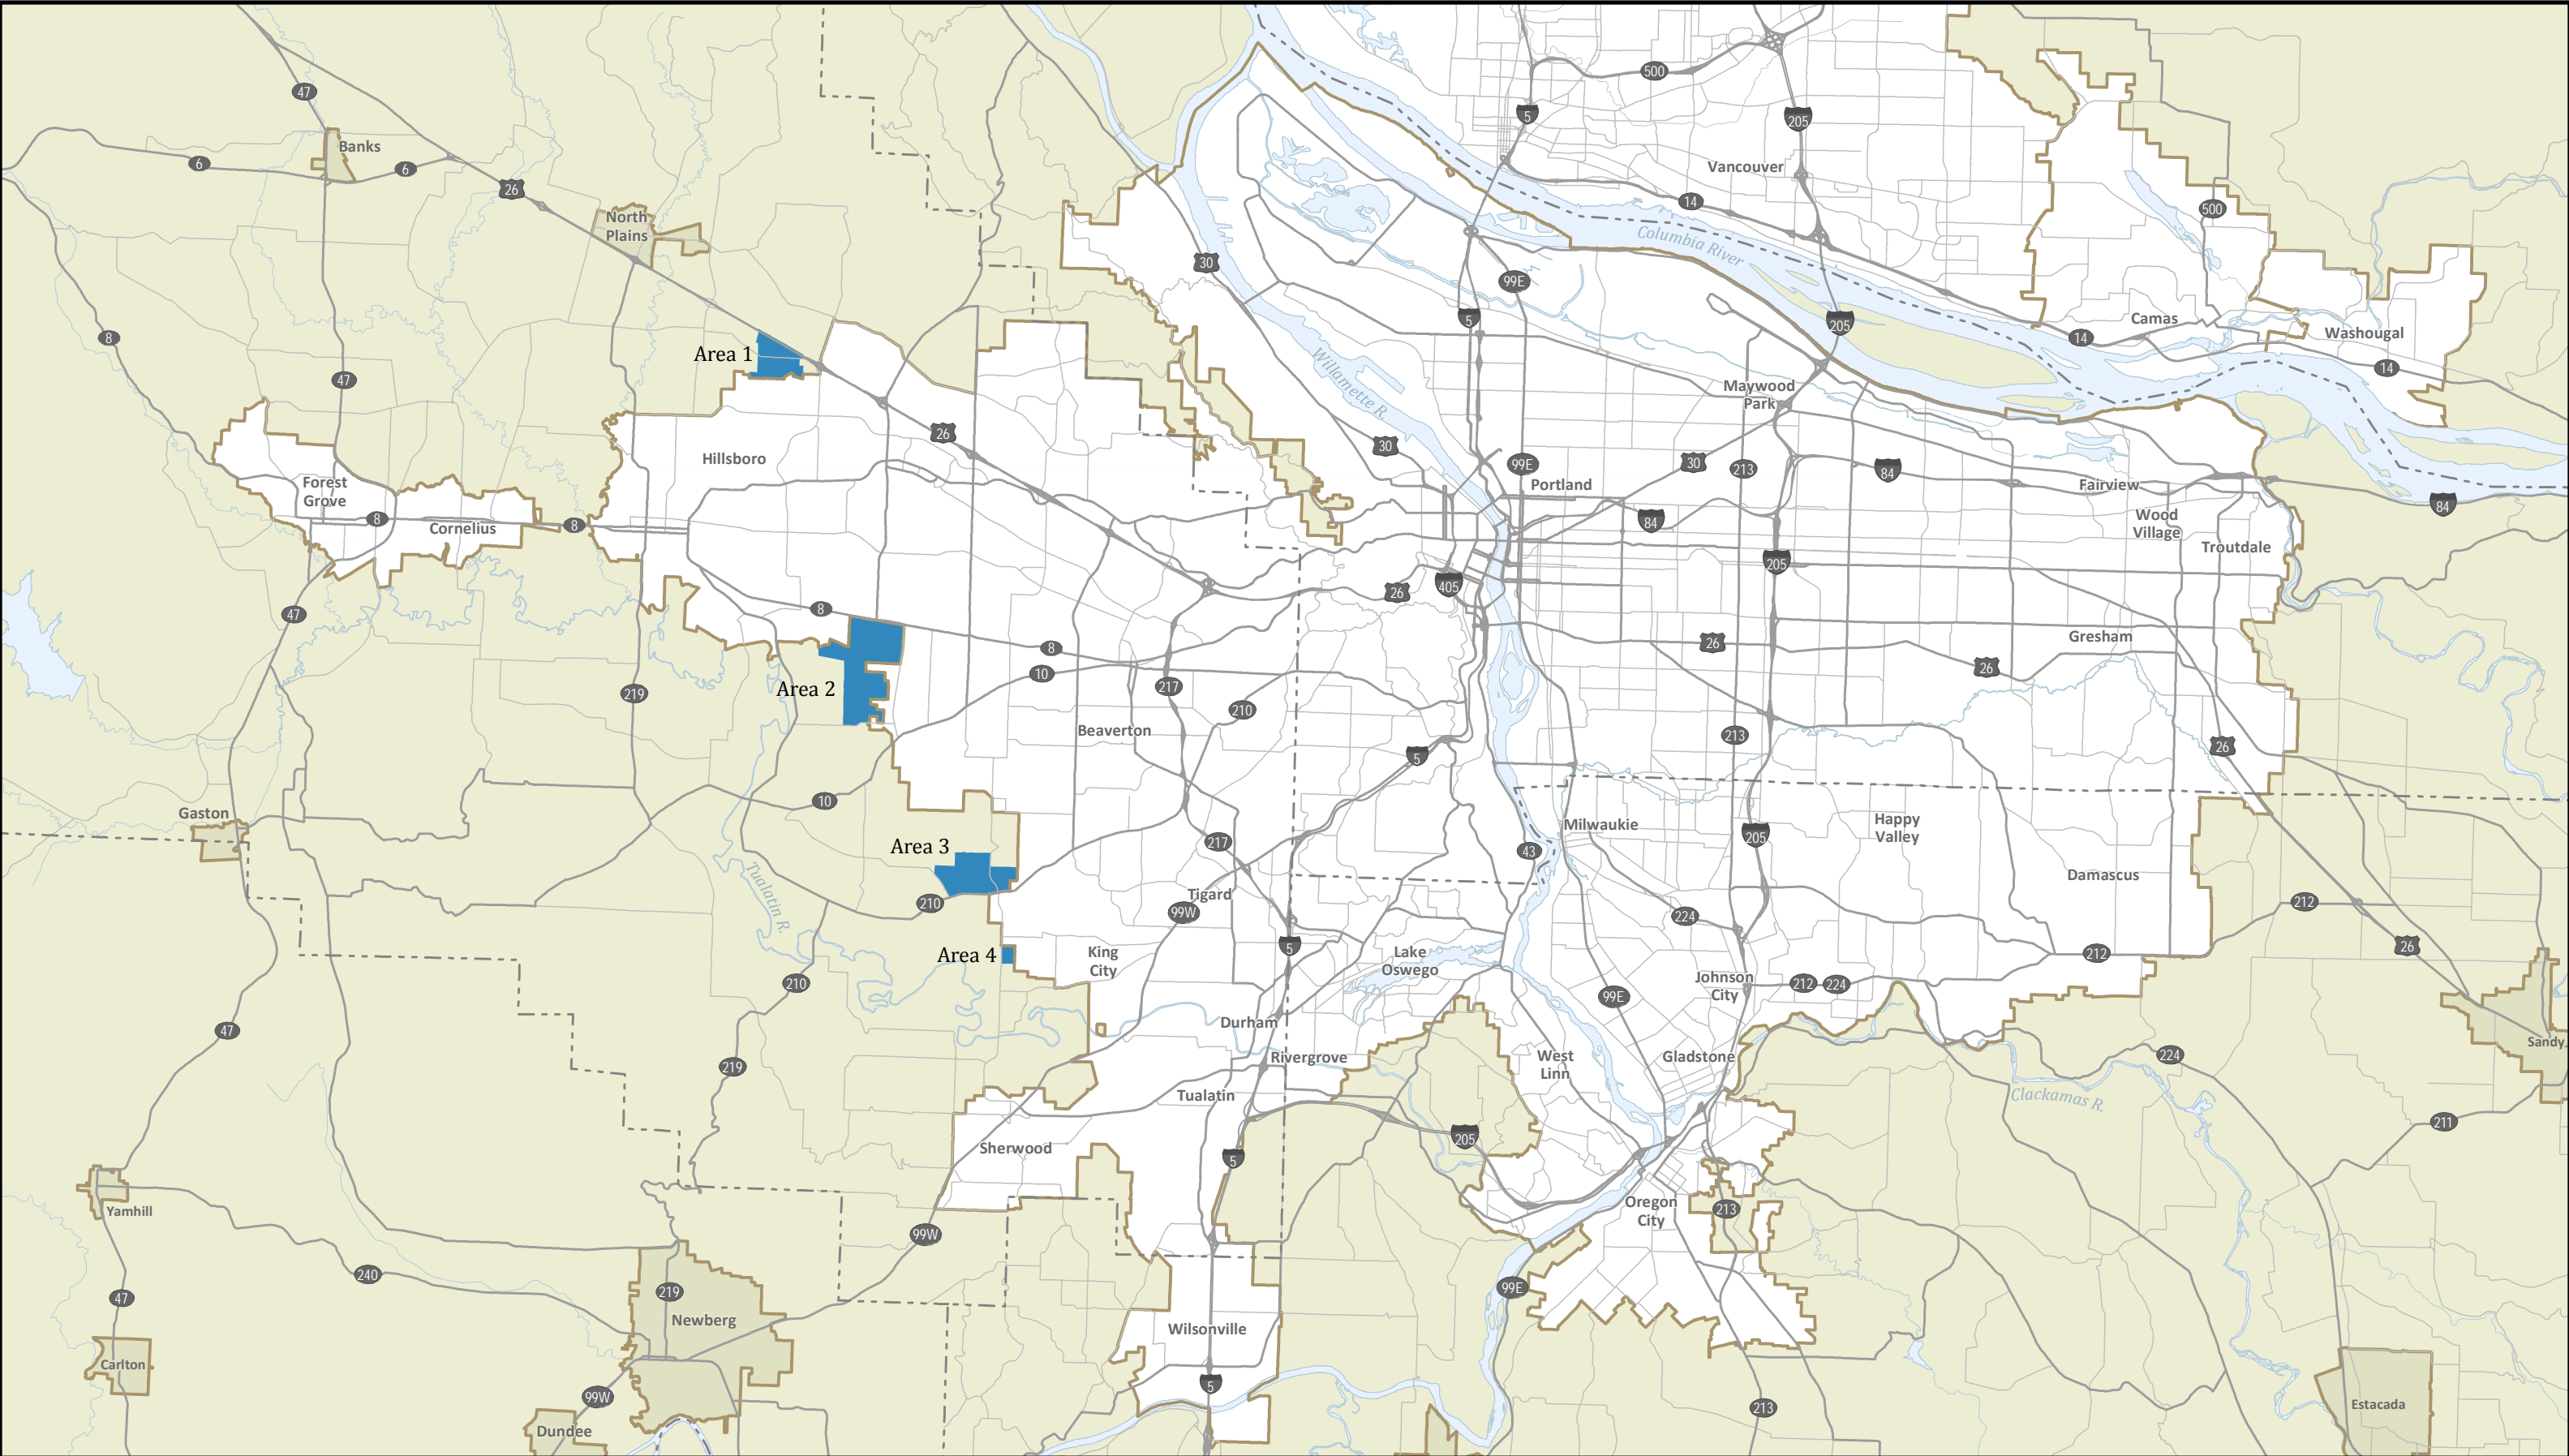 500
47
5
205
Banks
6
6
Vancouver
26
14
500
North
Plains
Columbia River
30
99E
Camas
5
205
Washougal
8
14
Area 1
14
47
Willamette R.
Maywood
Park
26
30
Hillsboro
99E
30
213
84
Forest
Grove
Portland
Fairview
84
8
Cornelius
8
84
Wood
Village
Troutdale
205
405
26
47
8
Gresham
26
8
26
10
Area 2
219
217
210
Beaverton
213
26
5
10
Gaston
Milwaukie
Happy
Valley
205
217
Area 3
43
Damascus
Tualatin R.
Tigard
210
99W
224
212
5
26
Area 4
King
City
Lake
Oswego
212
210
Johnson
City
212
224
99E
47
Durham
Sandy
Rivergrove
West
Linn
Gladstone
224
219
Tualatin
Clackamas R.
211
205
Sherwood
5
Yamhill
Oregon
City
213
99W
240
99E
219
47
Newberg
Wilsonville
Carlton
5
99W
Estacada
213
Dundee